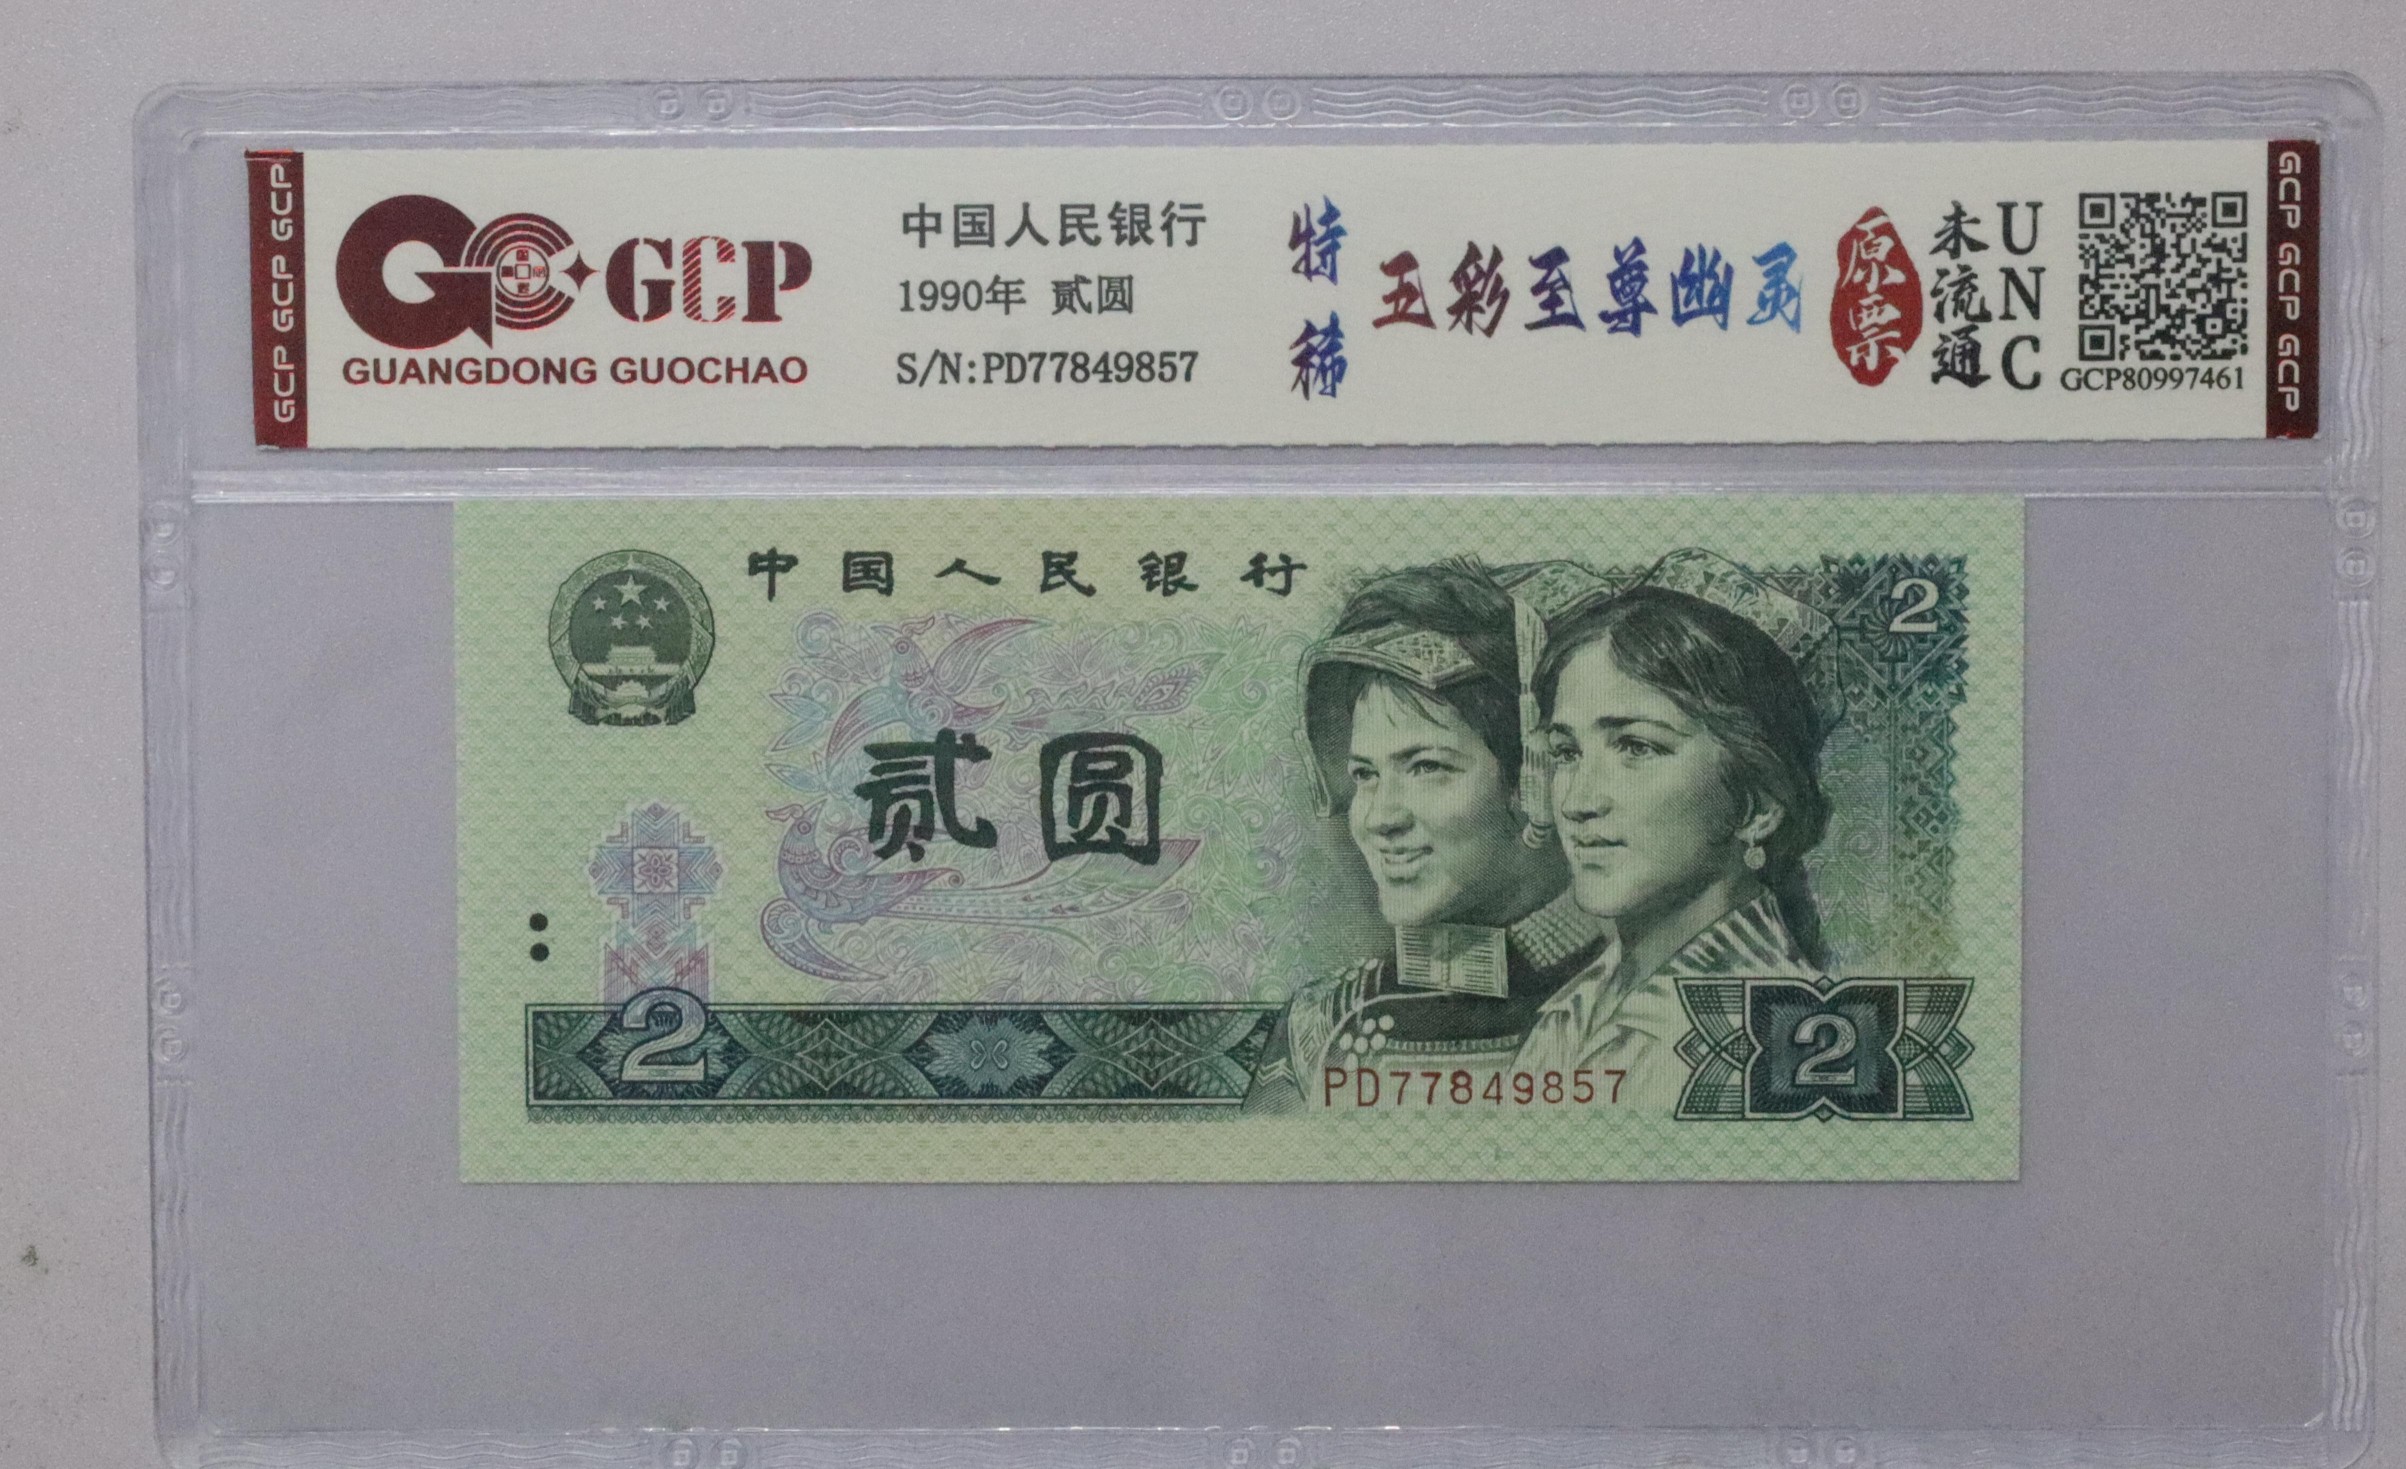 GCP GCP GCP
GCP
GUANGDONG GUOCHAO
中国人民银行
1990年 贰圆
S/N:PD77849857
特稀
五彩至尊幽灵
原票
未流通
UNC
GCP80997461
GCP GCP GCP
中国人民银行
2
贰圆
2
PD77849857
2